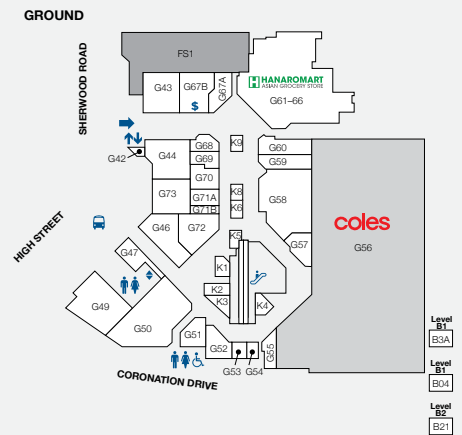 GROUND
SHERWOOD ROAD
FS1
G43
G67B
G67A
$
HANAROMART
ASIAN GROCERY STORE
G61–66
G42
G44
G68
G69
G70
K9
G60
G59
G73
G71A
G71B
K8
K6
G58
coles
G56
G46
G72
K5
G57
HIGH STREET
G47
K1
K2
K3
K4
G49
G50
G51
G52
G53
G54
G55
CORONATION DRIVE
Level
B1
B3A
Level
B1
B04
Level
B2
B21